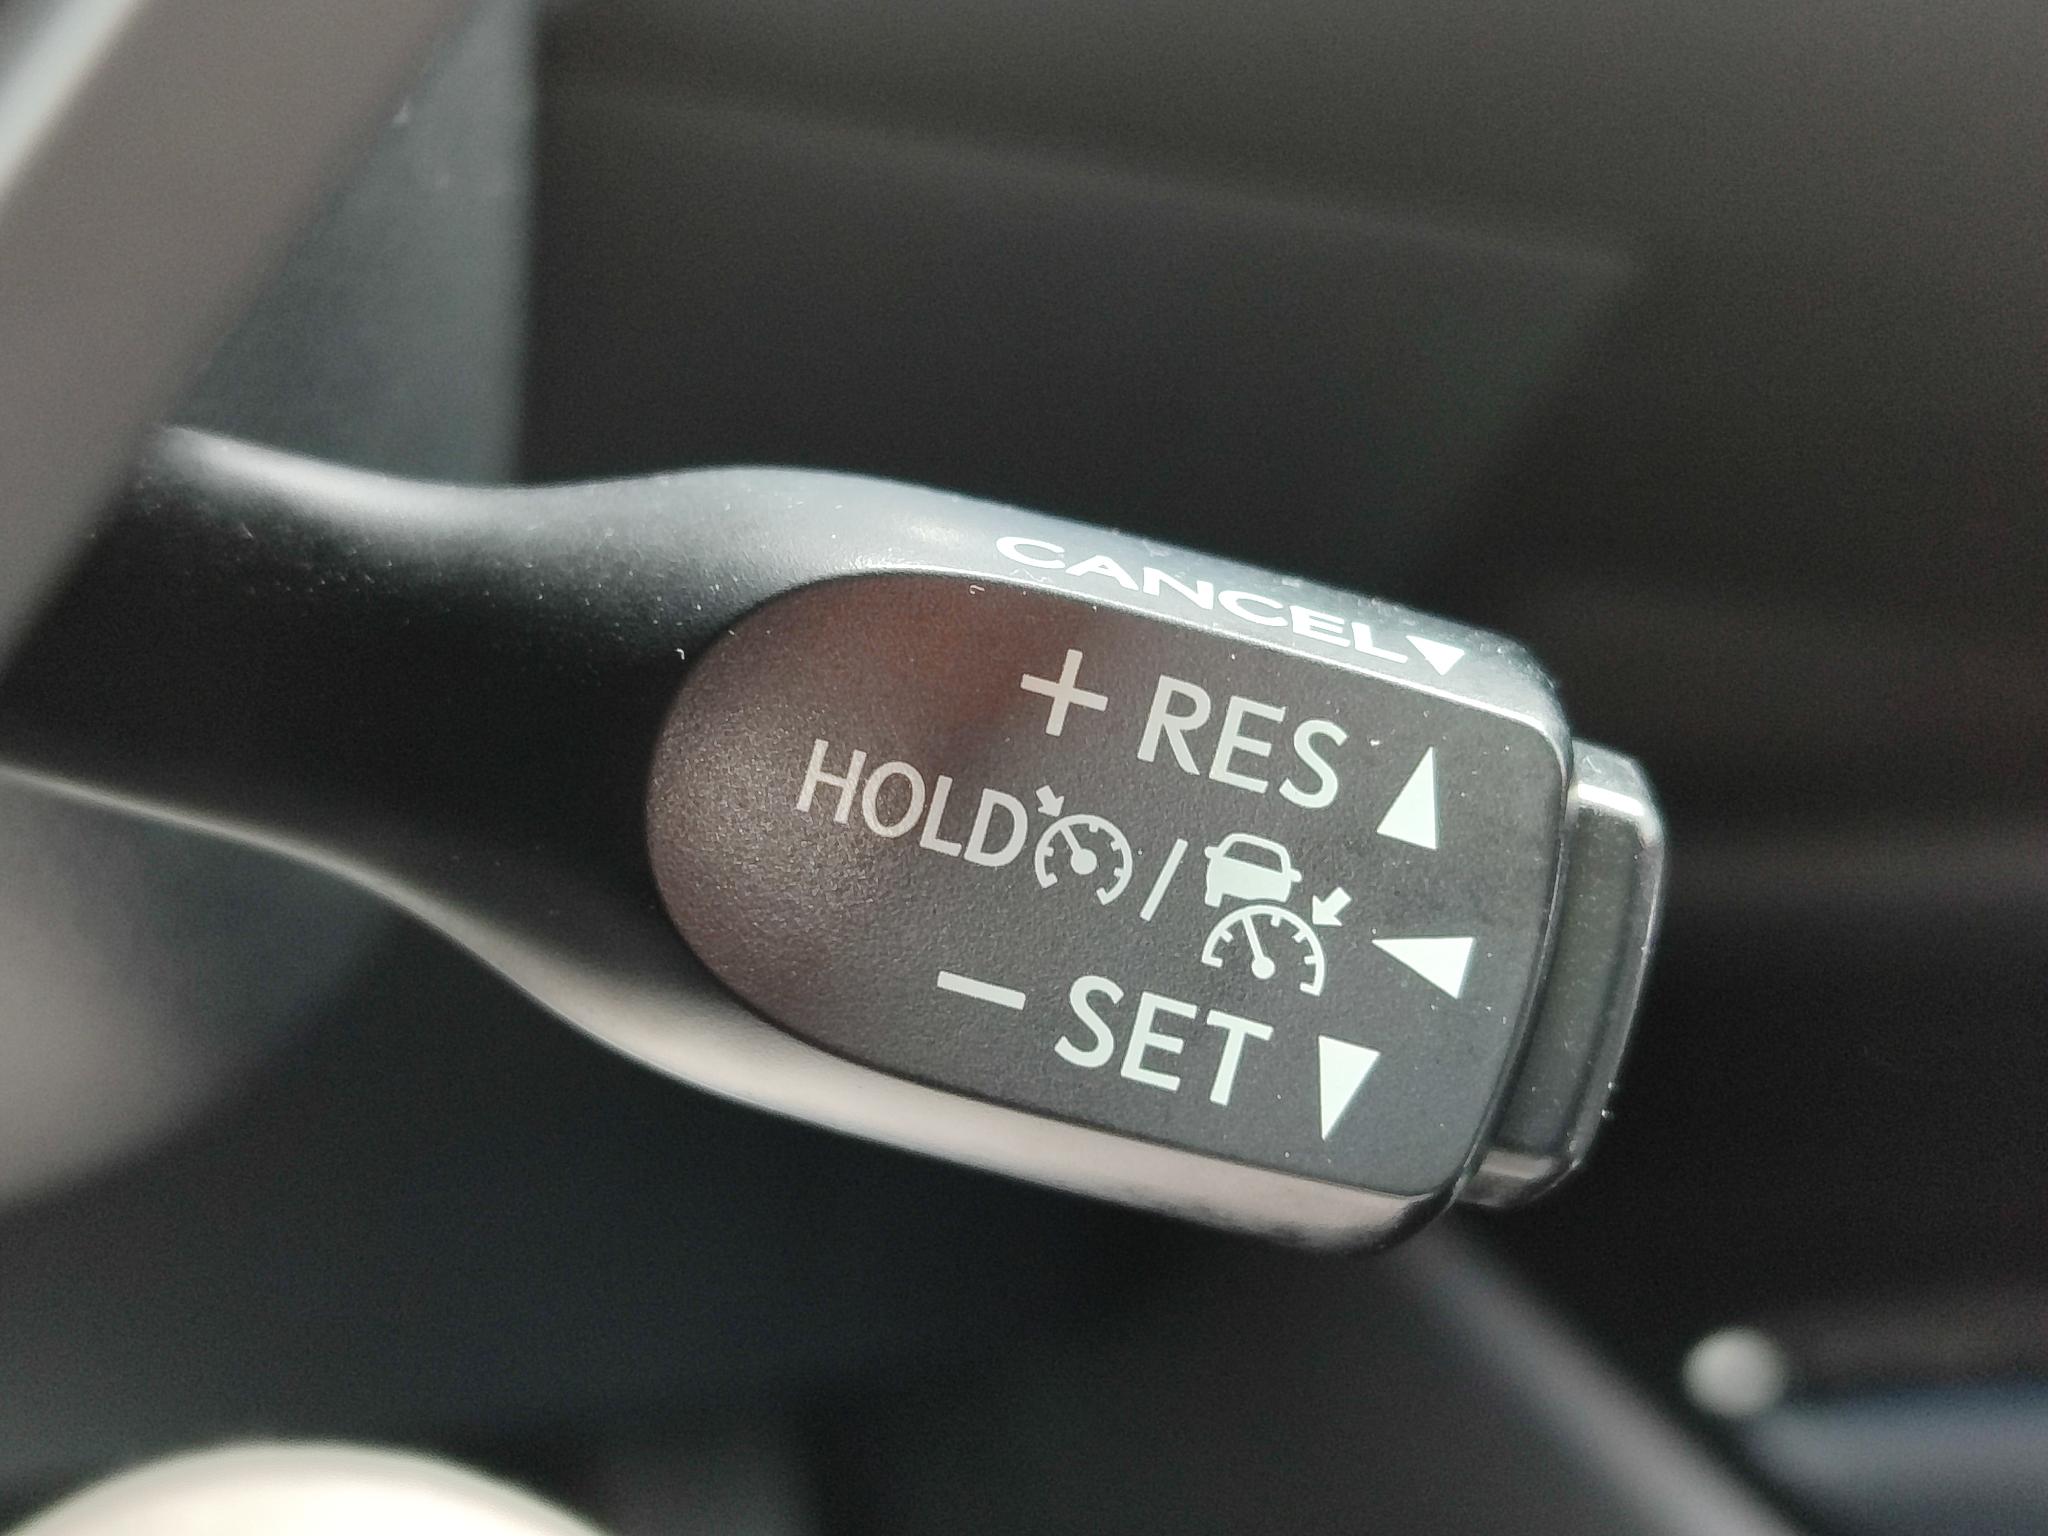 CANCEL
+ RES
HOLD /
– SET